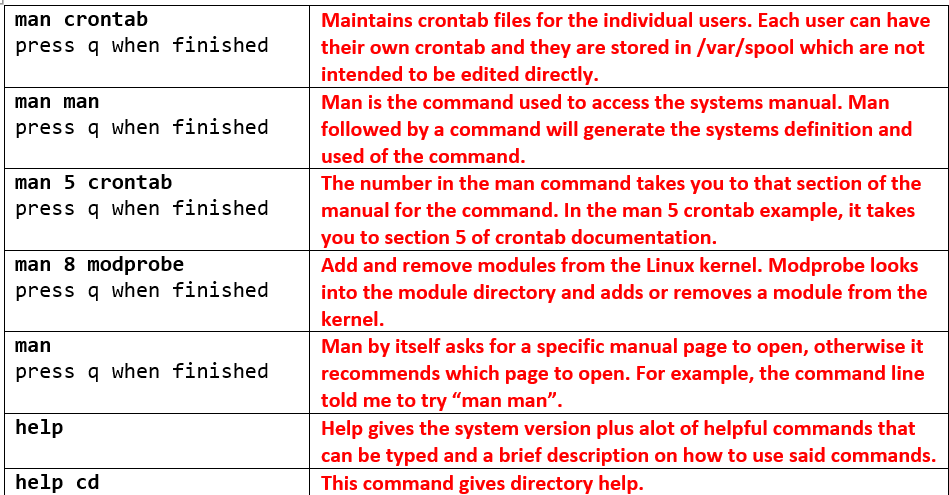 man crontab
press q when finished
Maintains crontab files for the individual users. Each user can have
their own crontab and they are stored in /var/spool which are not
intended to be edited directly.
man man
press q when finished
Man is the command used to access the systems manual. Man
followed by a command will generate the systems definition and
used of the command.
man 5 crontab
press q when finished
The number in the man command takes you to that section of the
manual for the command. In the man 5 crontab example, it takes
you to section 5 of crontab documentation.
man 8 modprobe
press q when finished
Add and remove modules from the Linux kernel. Modprobe looks
into the module directory and adds or removes a module from the
kernel.
man
press q when finished
Man by itself asks for a specific manual page to open, otherwise it
recommends which page to open. For example, the command line
told me to try “man man”.
help
Help gives the system version plus alot of helpful commands that
can be typed and a brief description on how to use said commands.
help cd
This command gives directory help.